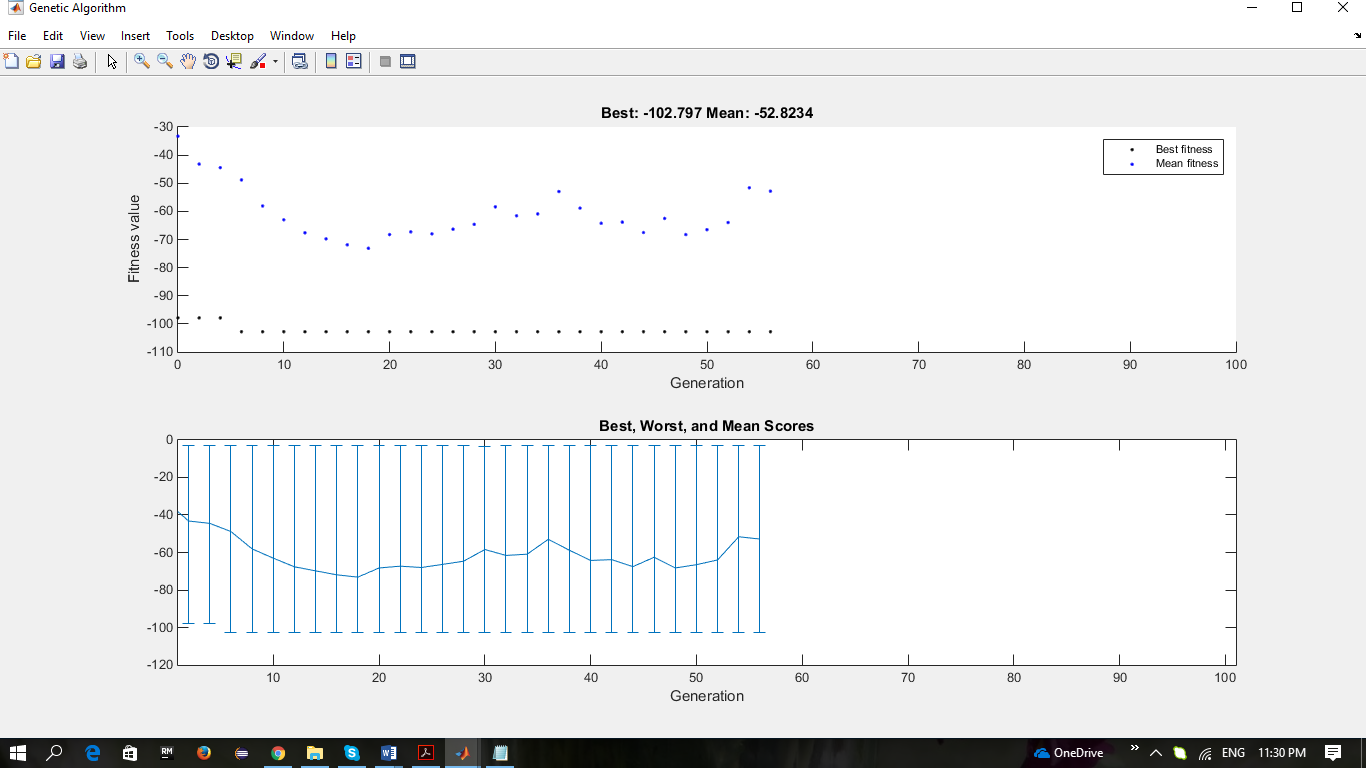 Genetic Algorithm
File Edit View Insert Tools Desktop Window Help
Best: -102.797 Mean: -52.8234
-30
-40
-50
-60
-70
-80
-90
-100
-110
Fitness value
Best fitness
Mean fitness
0 10 20 30 40 50 60 70 80 90 100
Generation
Best, Worst, and Mean Scores
0
-20
-40
-60
-80
-100
-120
10 20 30 40 50 60 70 80 90 100
Generation
RM
OneDrive
ENG
11:30 PM